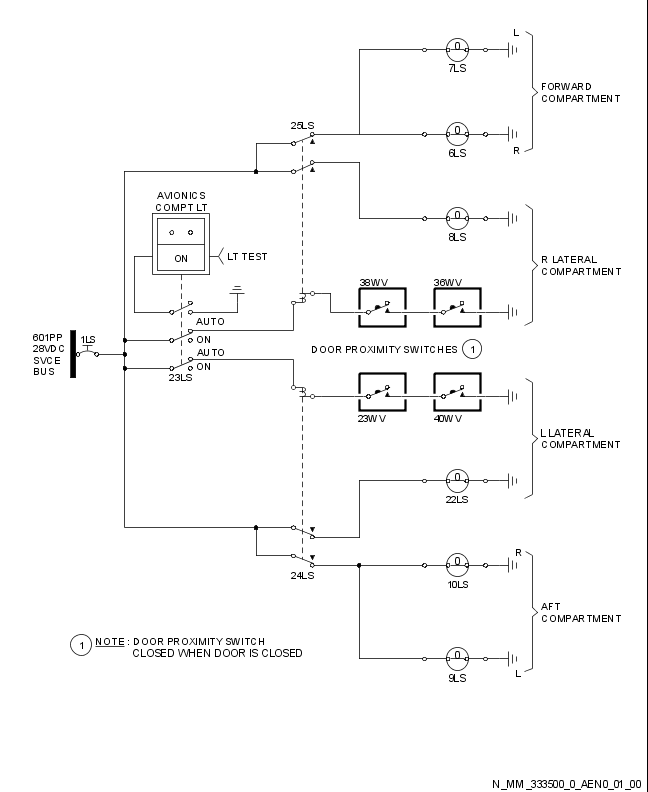 L
7LS
FORWARD
COMPARTMENT
25LS
6LS
R
AVIONICS
COMPT LT
ON
LT TEST
8LS
R LATERAL
COMPARTMENT
38WV
36WV
AUTO
ON
AUTO
ON
601PP
28VDC
SVCE
BUS
1LS
23LS
DOOR PROXIMITY SWITCHES 1
23WV
40WV
L LATERAL
COMPARTMENT
22LS
24LS
R
10LS
AFT
COMPARTMENT
9LS
L
1 NOTE : DOOR PROXIMITY SWITCH
CLOSED WHEN DOOR IS CLOSED
N_MM_333500_0_AEN0_01_00